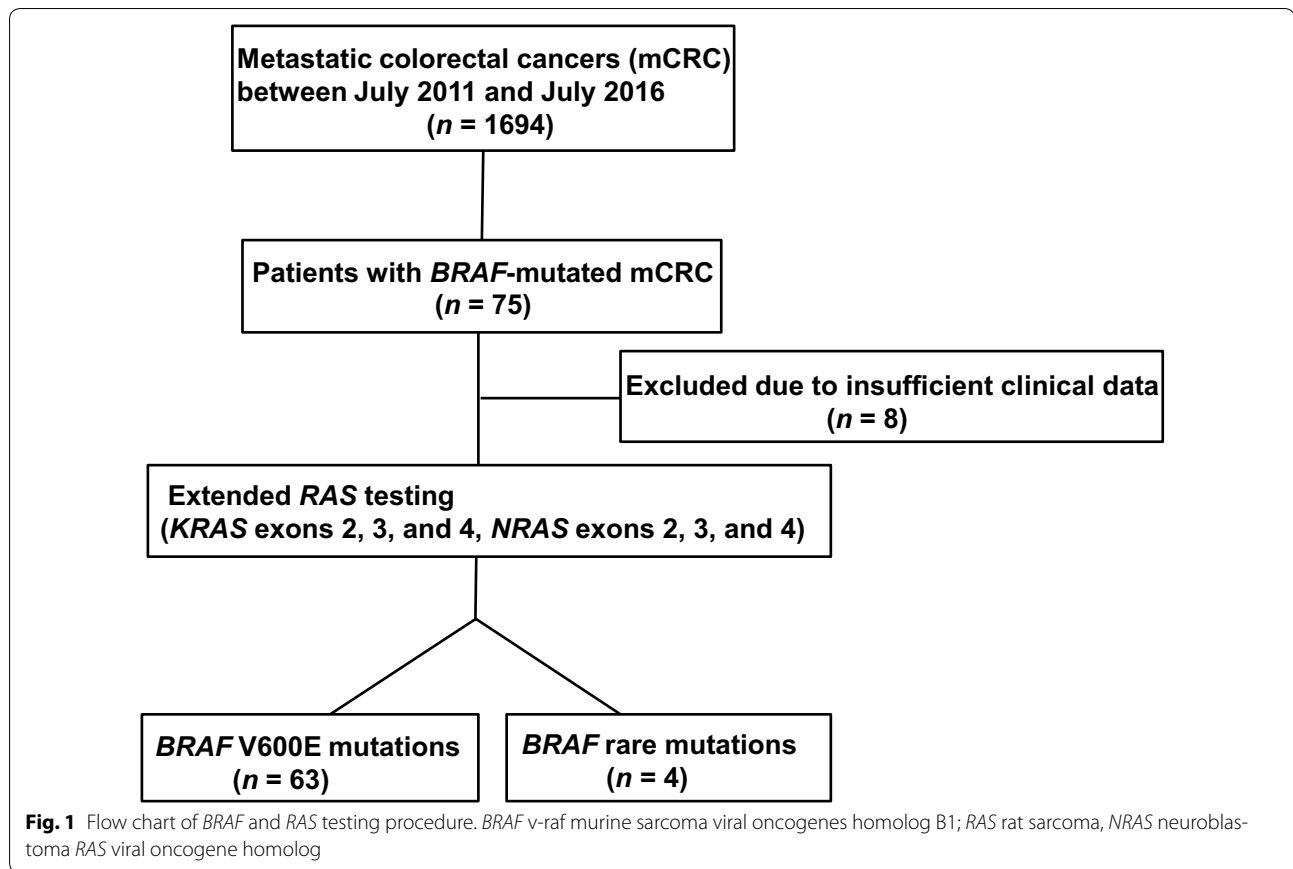 Metastatic colorectal cancers (mCRC)
between July 2011 and July 2016
(n = 1694)
Patients with BRAF-mutated mCRC
(n = 75)
Excluded due to insufficient clinical data
(n = 8)
Extended RAS testing
(KRAS exons 2, 3, and 4, NRAS exons 2, 3, and 4)
BRAF V600E mutations
(n = 63)
BRAF rare mutations
(n = 4)
Fig. 1 Flow chart of BRAF and RAS testing procedure. BRAF v-raf murine sarcoma viral oncogenes homolog B1; RAS rat sarcoma, NRAS neuroblas-
toma RAS viral oncogene homolog